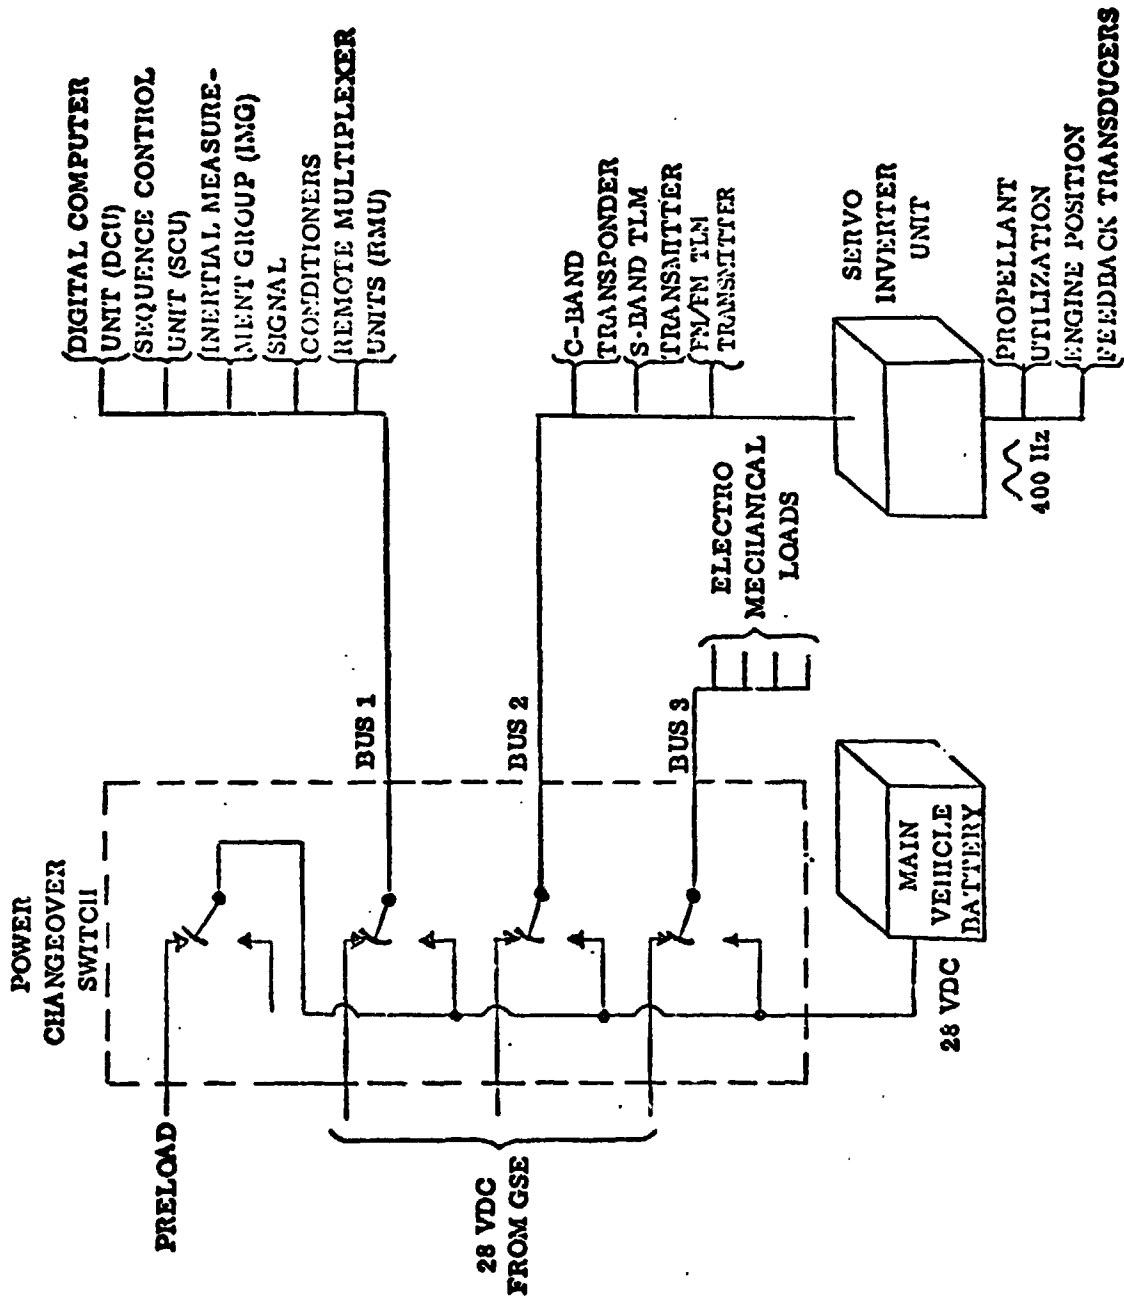 POWER
CHANGEOVER
SWITCH
PRELOAD
28 VDC
FROM GSE
BUS 1
BUS 2
BUS 3
28 VDC
MAIN
VEHICLE
BATTERY
DIGITAL COMPUTER
UNIT (DCU)
SEQUENCE CONTROL
UNIT (SCU)
INERTIAL MEASURE-
MENT GROUP (IMG)
SIGNAL
CONDITIONERS
REMOTE MULTIPLEXER
UNITS (RMU)
C-BAND
TRANSPONDER
S-BAND TLM
TRANSMITTER
FM/FM TLM
TRANSMITTER
ELECTRO
MECHANICAL
LOADS
SERVO
INVERTER
UNIT
400 Hz
PROPELLANT
UTILIZATION
ENGINE POSITION
FEEDBACK TRANSDUCERS